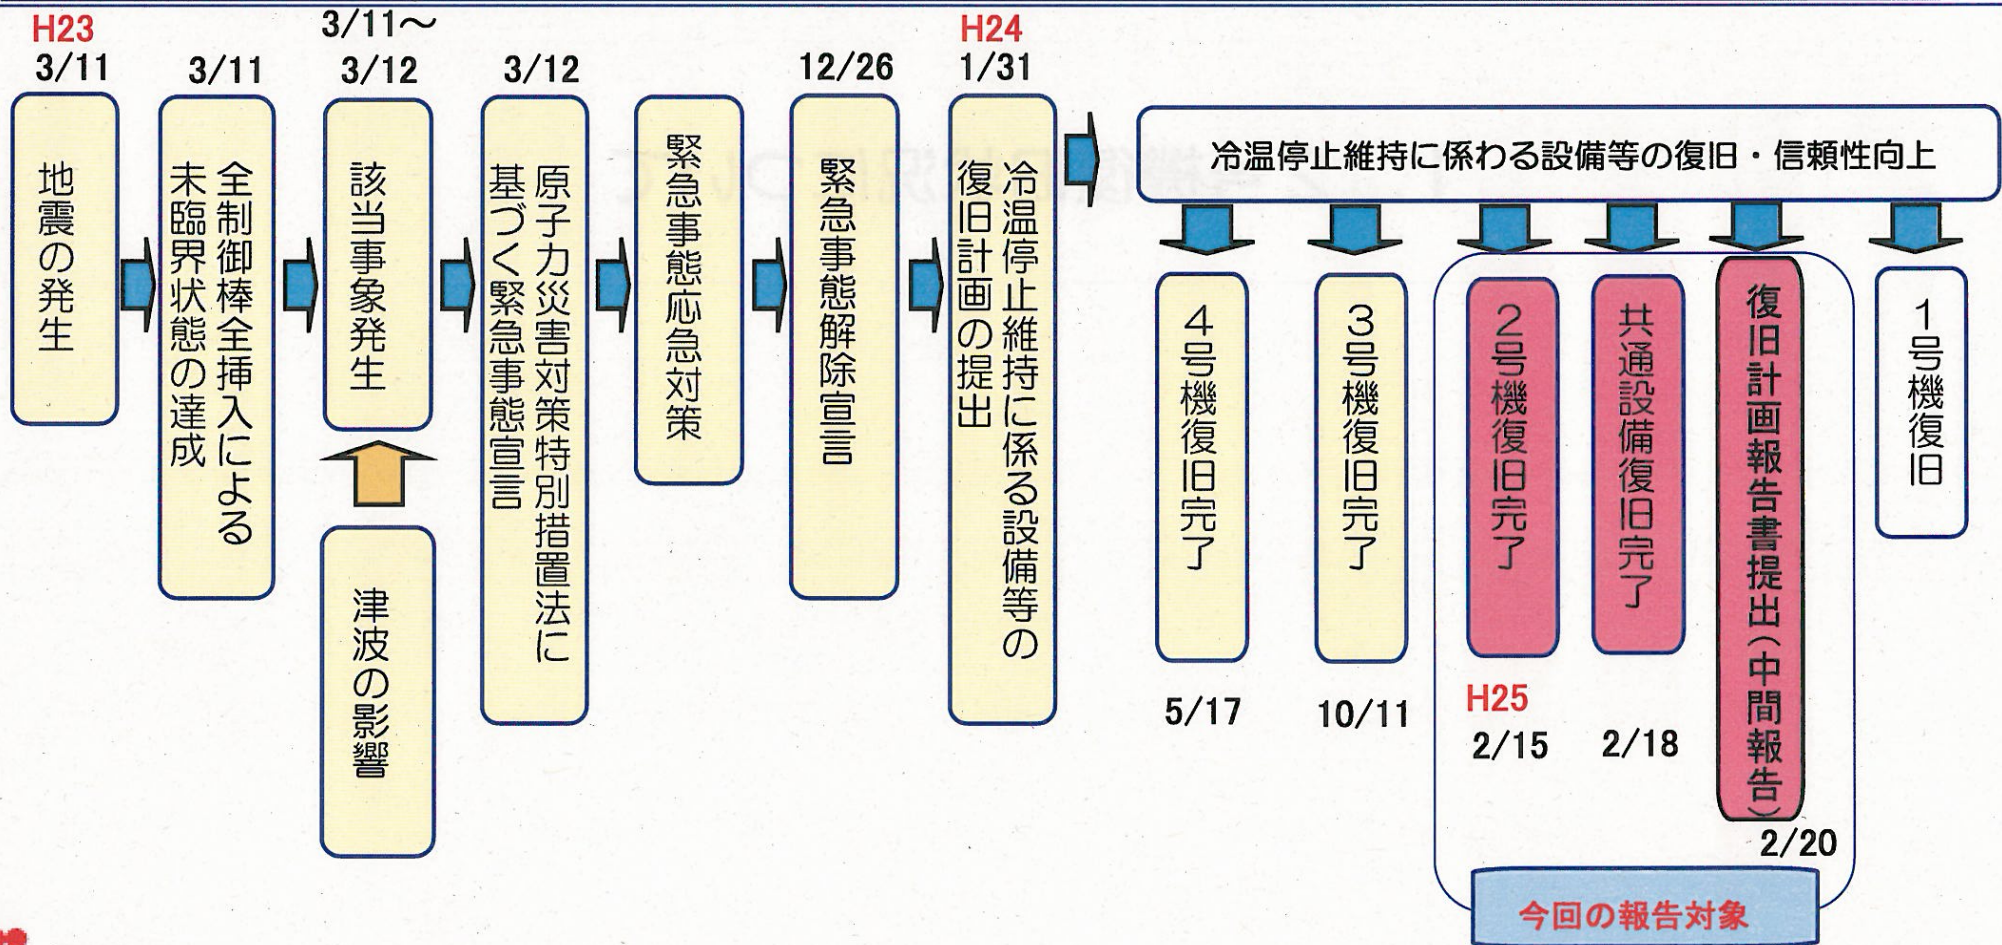 H23
3/11
地震の発生
3/11
全制御棒全挿入による
未臨界状態の達成
3/11～
3/12
該当事象発生
津波の影響
3/12
原子力災害対策特別措置法に
基づく緊急事態宣言
緊急事態応急対策
12/26
緊急事態解除宣言
H24
1/31
冷温停止維持に係る設備等の
復旧計画の提出
冷温停止維持に係わる設備等の復旧・信頼性向上
4号機復旧完了
5/17
3号機復旧完了
10/11
2号機復旧完了
H25
2/15
共通設備復旧完了
2/18
復旧計画報告書提出（中間報告）
2/20
1号機復旧
今回の報告対象